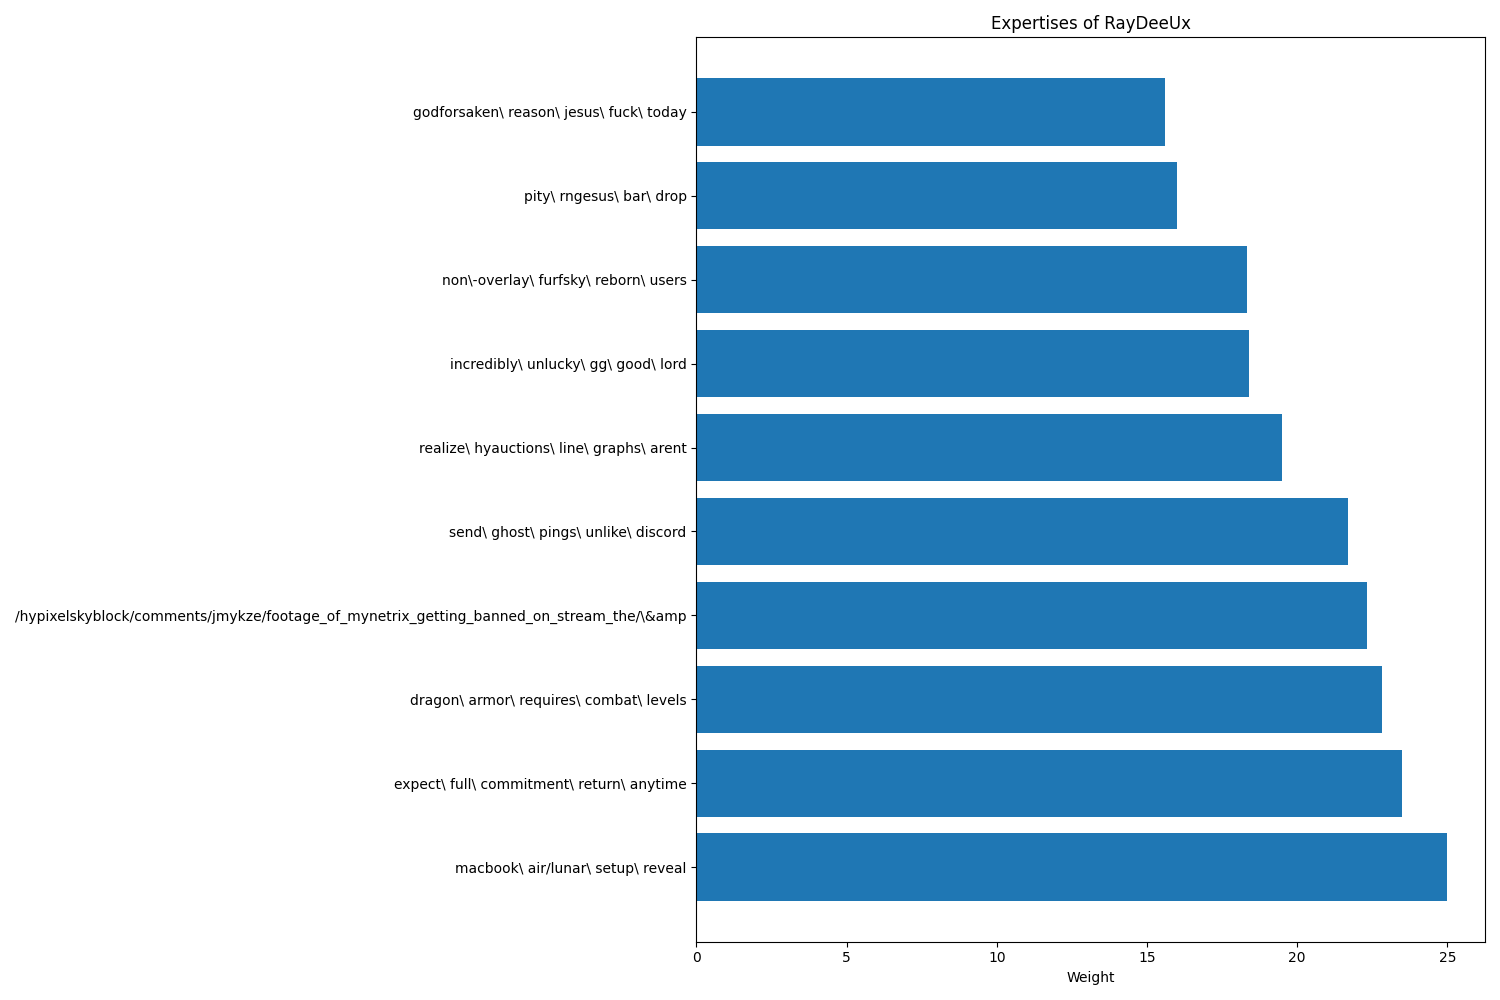 Expertises of RayDeeUx
godforsaken\ reason\ jesus\ fuck\ today
pity\ rngesus\ bar\ drop
non\-overlay\ furfsky\ reborn\ users
incredibly\ unlucky\ gg\ good\ lord
realize\ hyauctions\ line\ graphs\ arent
send\ ghost\ pings\ unlike\ discord
/hypixelskyblock/comments/jmykze/footage_of_mynetrix_getting_banned_on_stream_the/\&amp
dragon\ armor\ requires\ combat\ levels
expect\ full\ commitment\ return\ anytime
macbook\ air/lunar\ setup\ reveal
0 5 10 15 20 25
Weight